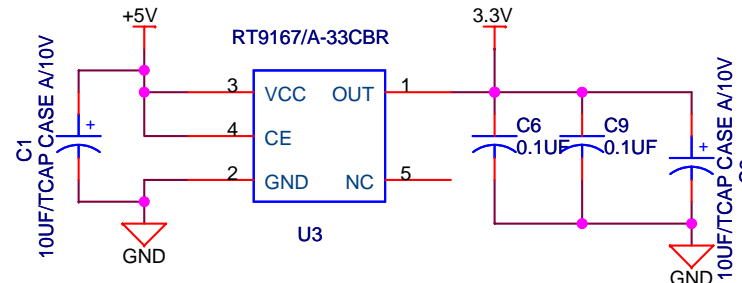 +5V
3.3V
RT9167/A-33CBR
3
VCC
OUT
1
4
CE
2
GND
NC
5
U3
GND
C1
10UF/TCAP CASE A/10V
C6
0.1UF
C9
0.1UF
10UF/TCAP CASE A/10V
GND